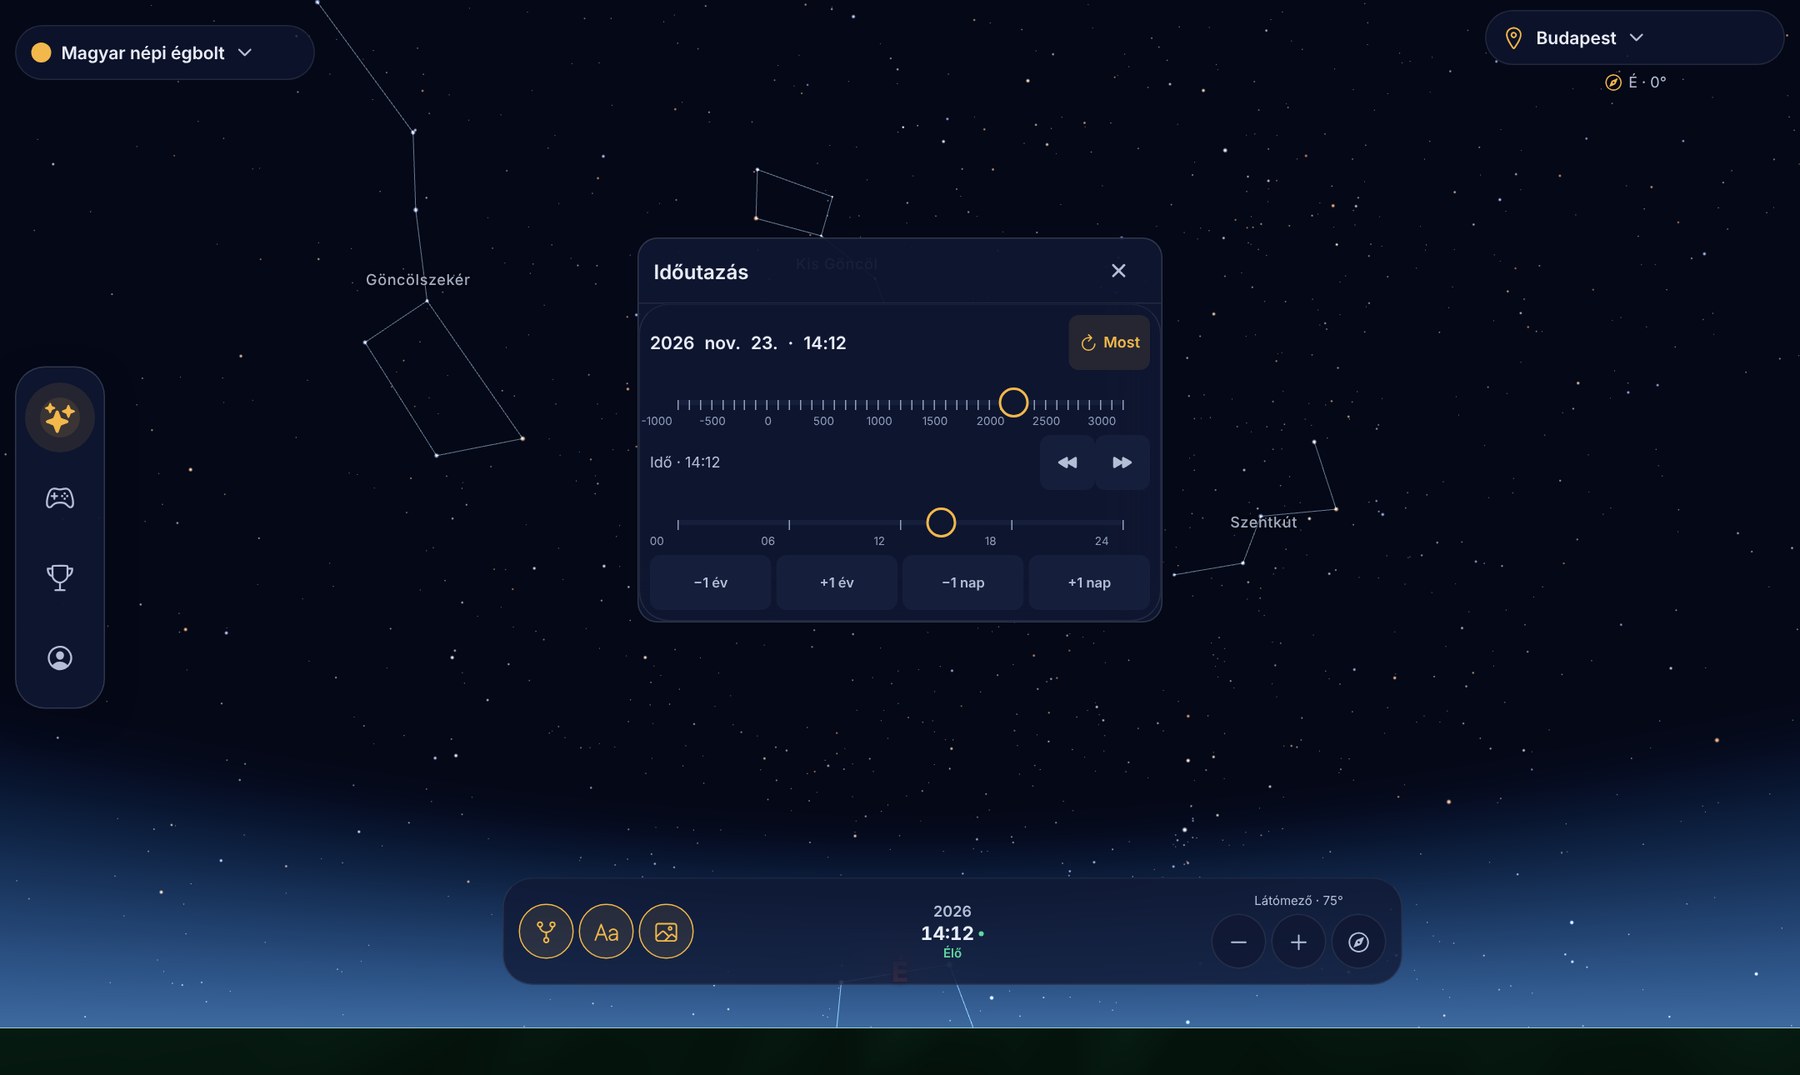 Magyar népi égbolt
Budapest
É · 0°
Göncölszekér
Kis Göncöl
Időutazás
2026 nov. 23. · 14:12
Most
-1000 -500 0 500 1000 1500 2000 2500 3000
Idő · 14:12
00 06 12 18 24
−1 év +1 év −1 nap +1 nap
Szentkút
Aa
2026
14:12
Élő
Látómező · 75°
É